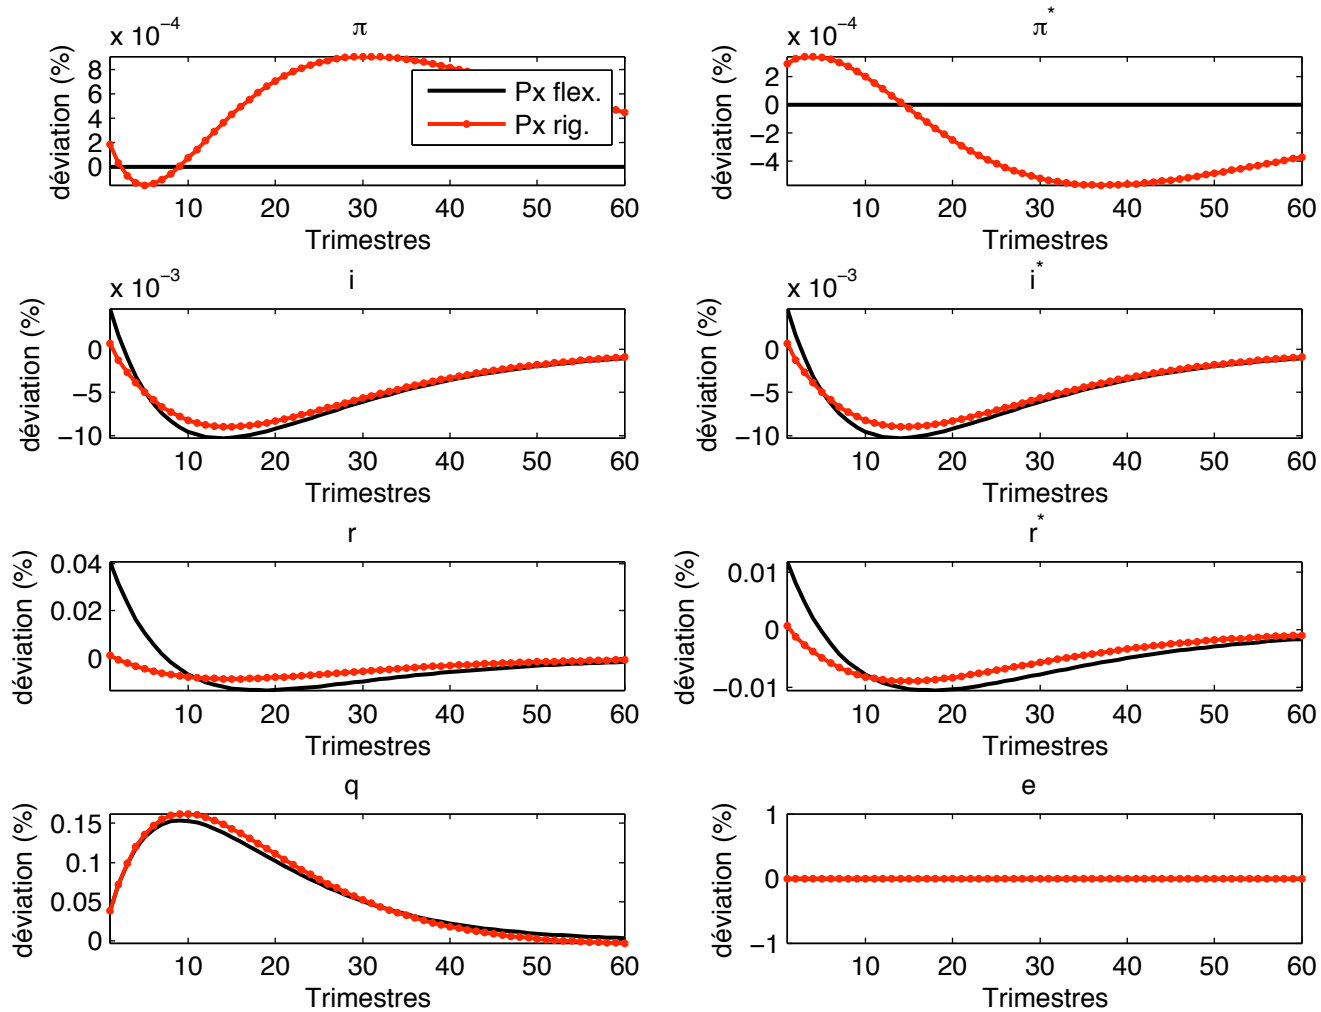 π
x 10⁻⁴
déviation (%)
8
6
4
2
0
Px flex.
Px rig.
10 20 30 40 50 60
Trimestres
π*
x 10⁻⁴
déviation (%)
2
0
−2
−4
10 20 30 40 50 60
Trimestres
i
x 10⁻³
déviation (%)
0
−5
−10
10 20 30 40 50 60
Trimestres
i*
x 10⁻³
déviation (%)
0
−5
−10
10 20 30 40 50 60
Trimestres
r
déviation (%)
0.04
0.02
0
10 20 30 40 50 60
Trimestres
r*
déviation (%)
0.01
0
−0.01
10 20 30 40 50 60
Trimestres
q
déviation (%)
0.15
0.1
0.05
0
10 20 30 40 50 60
Trimestres
e
déviation (%)
1
0
−1
10 20 30 40 50 60
Trimestres